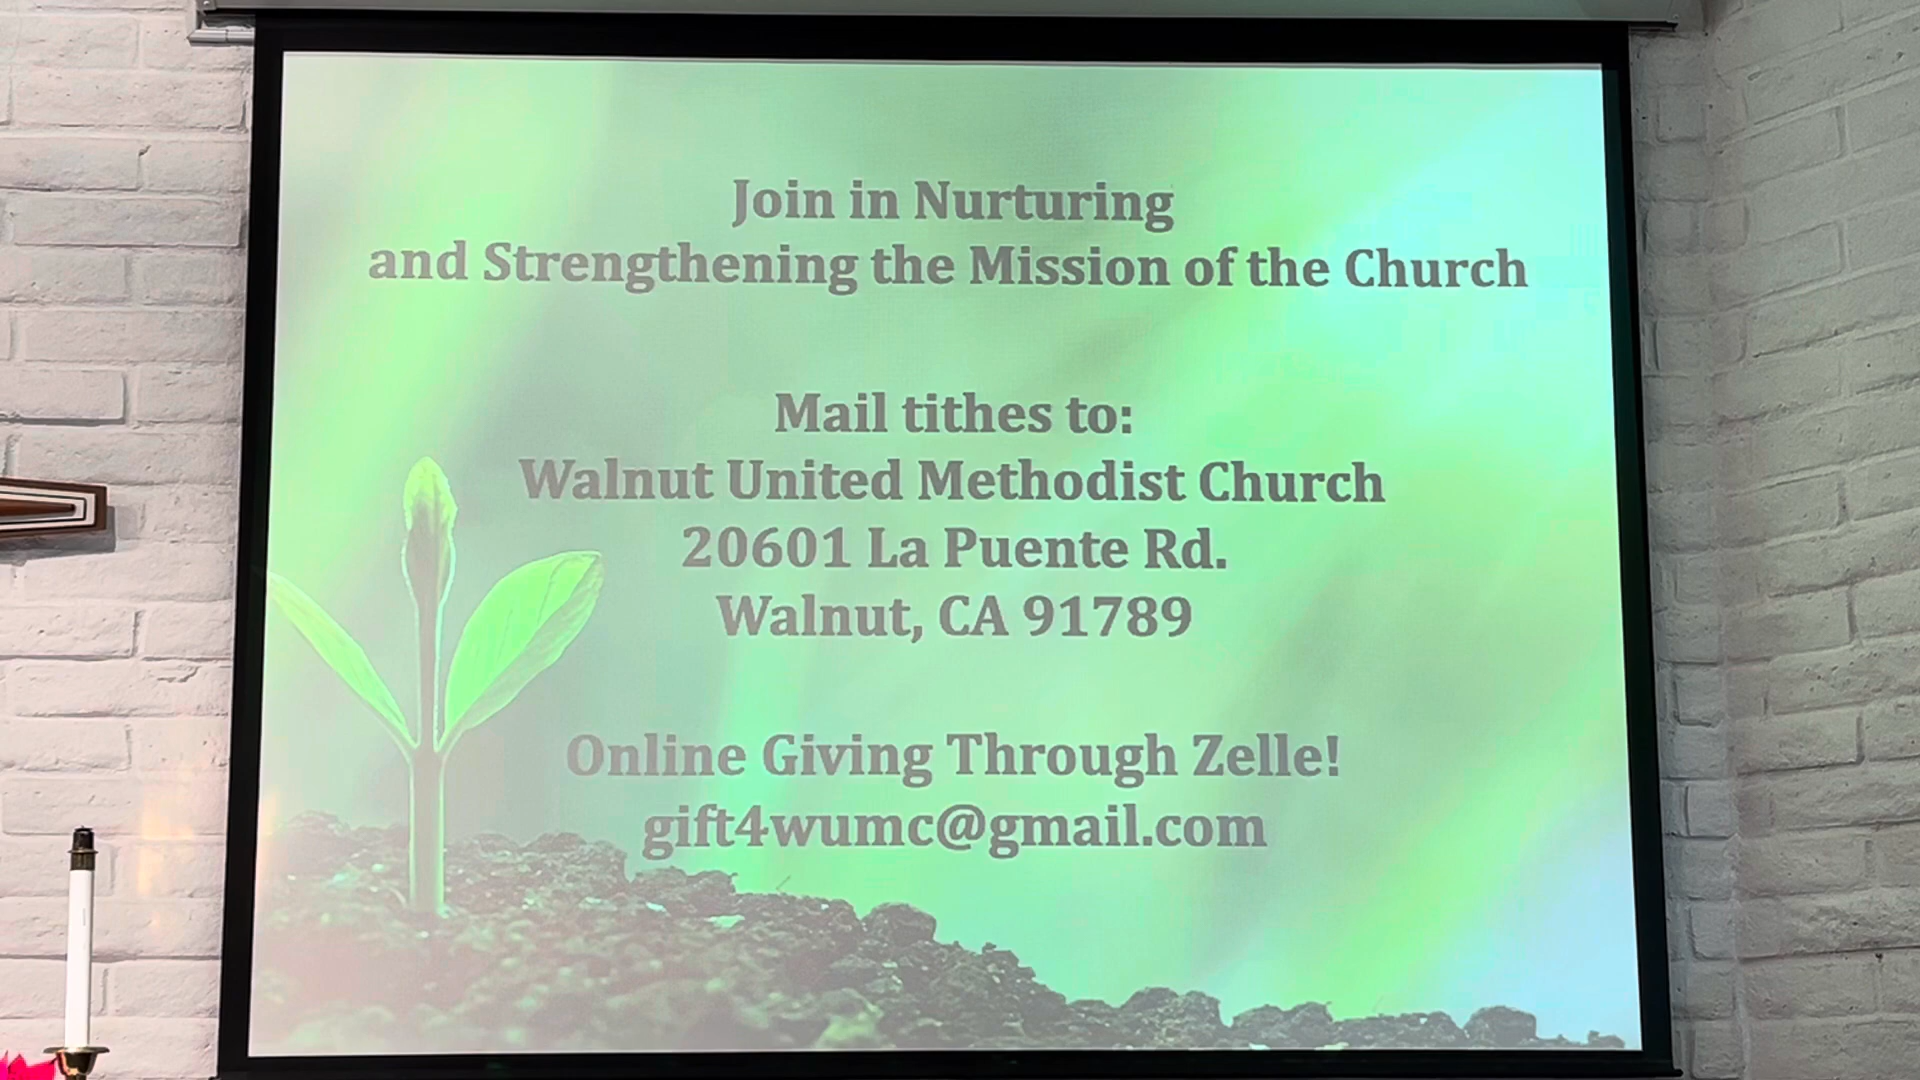 Join in Nurturing
and Strengthening the Mission of the Church
Mail tithes to:
Walnut United Methodist Church
20601 La Puente Rd.
Walnut, CA 91789
Online Giving Through Zelle!
gift4wumc@gmail.com